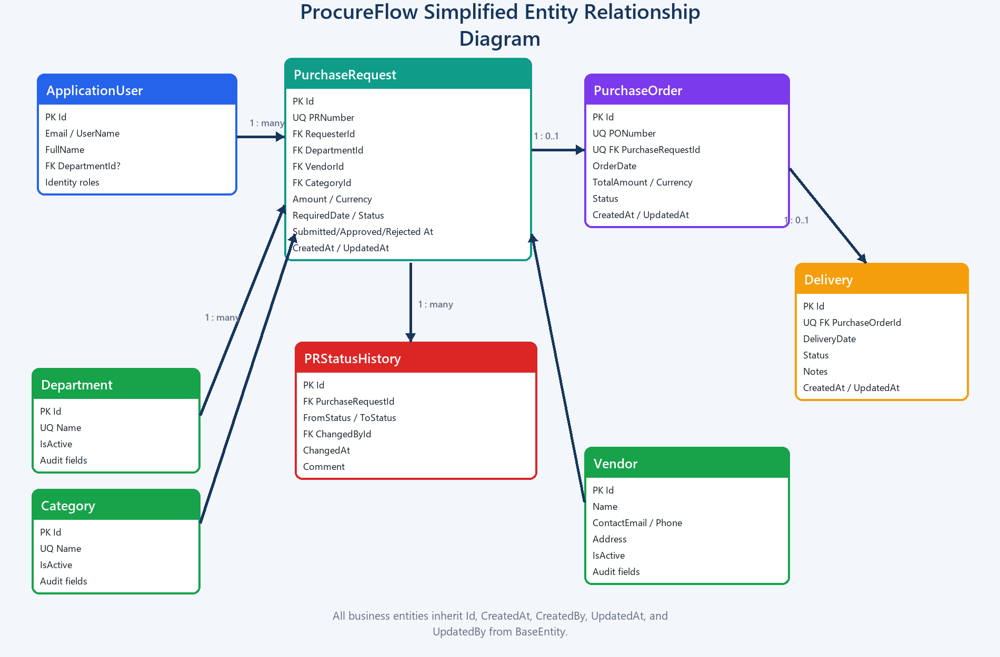 ProcureFlow Simplified Entity Relationship
Diagram
ApplicationUser
PK Id
Email / UserName
FullName
FK DepartmentId?
Identity roles
1 : many
PurchaseRequest
PK Id
UQ PRNumber
FK RequesterId
FK DepartmentId
FK VendorId
FK CategoryId
Amount / Currency
RequiredDate / Status
Submitted/Approved/Rejected At
CreatedAt / UpdatedAt
1 : 0..1
PurchaseOrder
PK Id
UQ PONumber
UQ FK PurchaseRequestId
OrderDate
TotalAmount / Currency
Status
CreatedAt / UpdatedAt
1 : 0..1
Delivery
PK Id
UQ FK PurchaseOrderId
DeliveryDate
Status
Notes
CreatedAt / UpdatedAt
1 : many
1 : many
Department
PK Id
UQ Name
IsActive
Audit fields
PRStatusHistory
PK Id
FK PurchaseRequestId
FromStatus / ToStatus
FK ChangedById
ChangedAt
Comment
Category
PK Id
UQ Name
IsActive
Audit fields
Vendor
PK Id
Name
ContactEmail / Phone
Address
IsActive
Audit fields
All business entities inherit Id, CreatedAt, CreatedBy, UpdatedAt, and
UpdatedBy from BaseEntity.